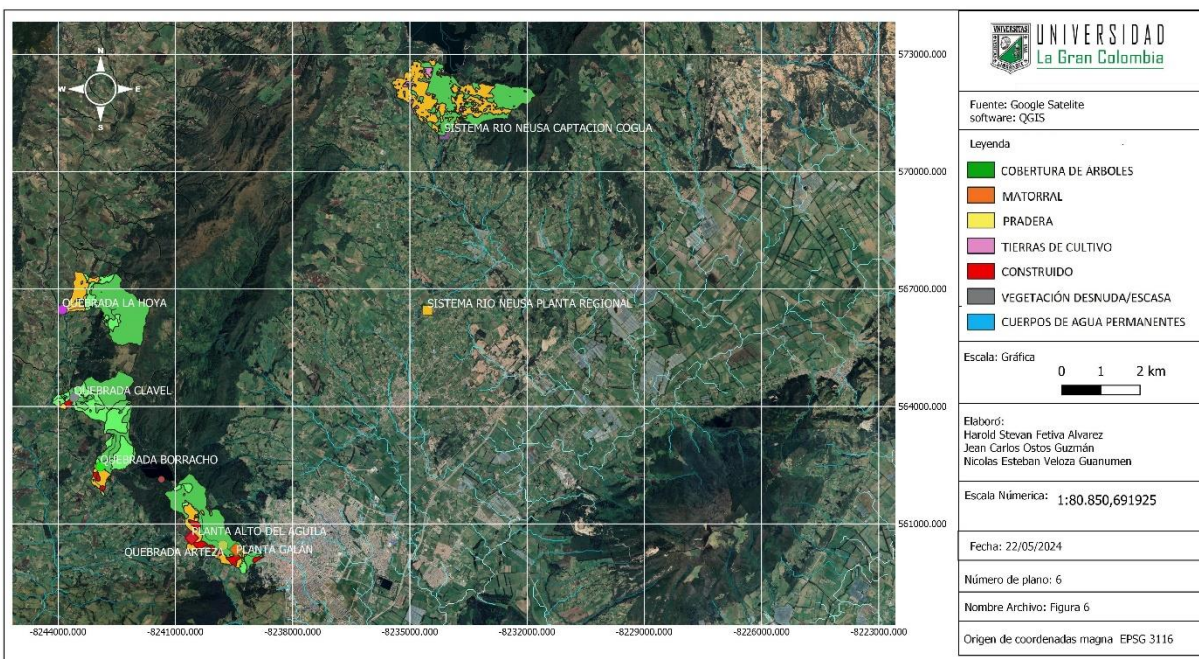 N
W
E
S
SISTEMA RIO NEUSA CAPTACION COGUA
QUEBRADA LA HOYA
SISTEMA RIO NEUSA PLANTA REGIONAL
QUEBRADA CLAVEL
QUEBRADA BORRACHO
PLANTA ALTO DEL AGUILA
QUEBRADA ARTEZA
PLANTA GALÁN
573000.000
570000.000
567000.000
564000.000
561000.000
-8244000.000
-8241000.000
-8238000.000
-8235000.000
-8232000.000
-8229000.000
-8226000.000
-8223000.000
UNIVERSIDAD
La Gran Colombia
Fuente: Google Satelite
software: QGIS
Leyenda
COBERTURA DE ÁRBOLES
MATORRAL
PRADERA
TIERRAS DE CULTIVO
CONSTRUIDO
VEGETACIÓN DESNUDA/ESCASA
CUERPOS DE AGUA PERMANENTES
Escala: Gráfica
0 1 2 km
Elaboró:
Harold Stevan Fetiva Alvarez
Jean Carlos Ostos Guzmán
Nicolas Esteban Veloza Guanumen
Escala Númerica: 1:80.850,691925
Fecha: 22/05/2024
Número de plano: 6
Nombre Archivo: Figura 6
Origen de coordenadas magna EPSG 3116